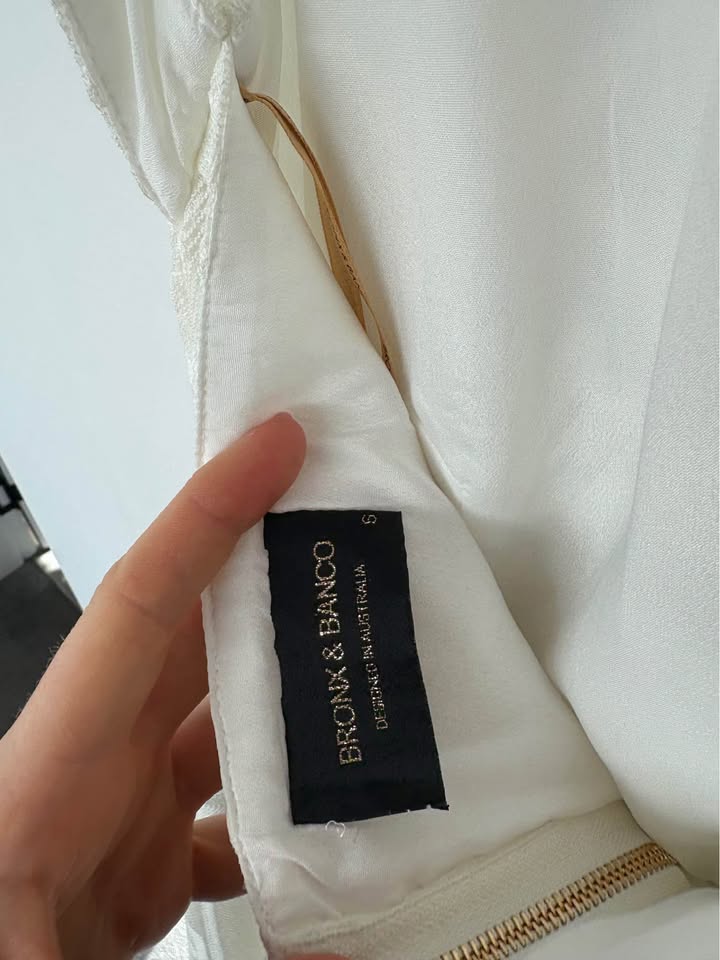 BRONX & BANCO
DESIGNED IN AUSTRALIA
S